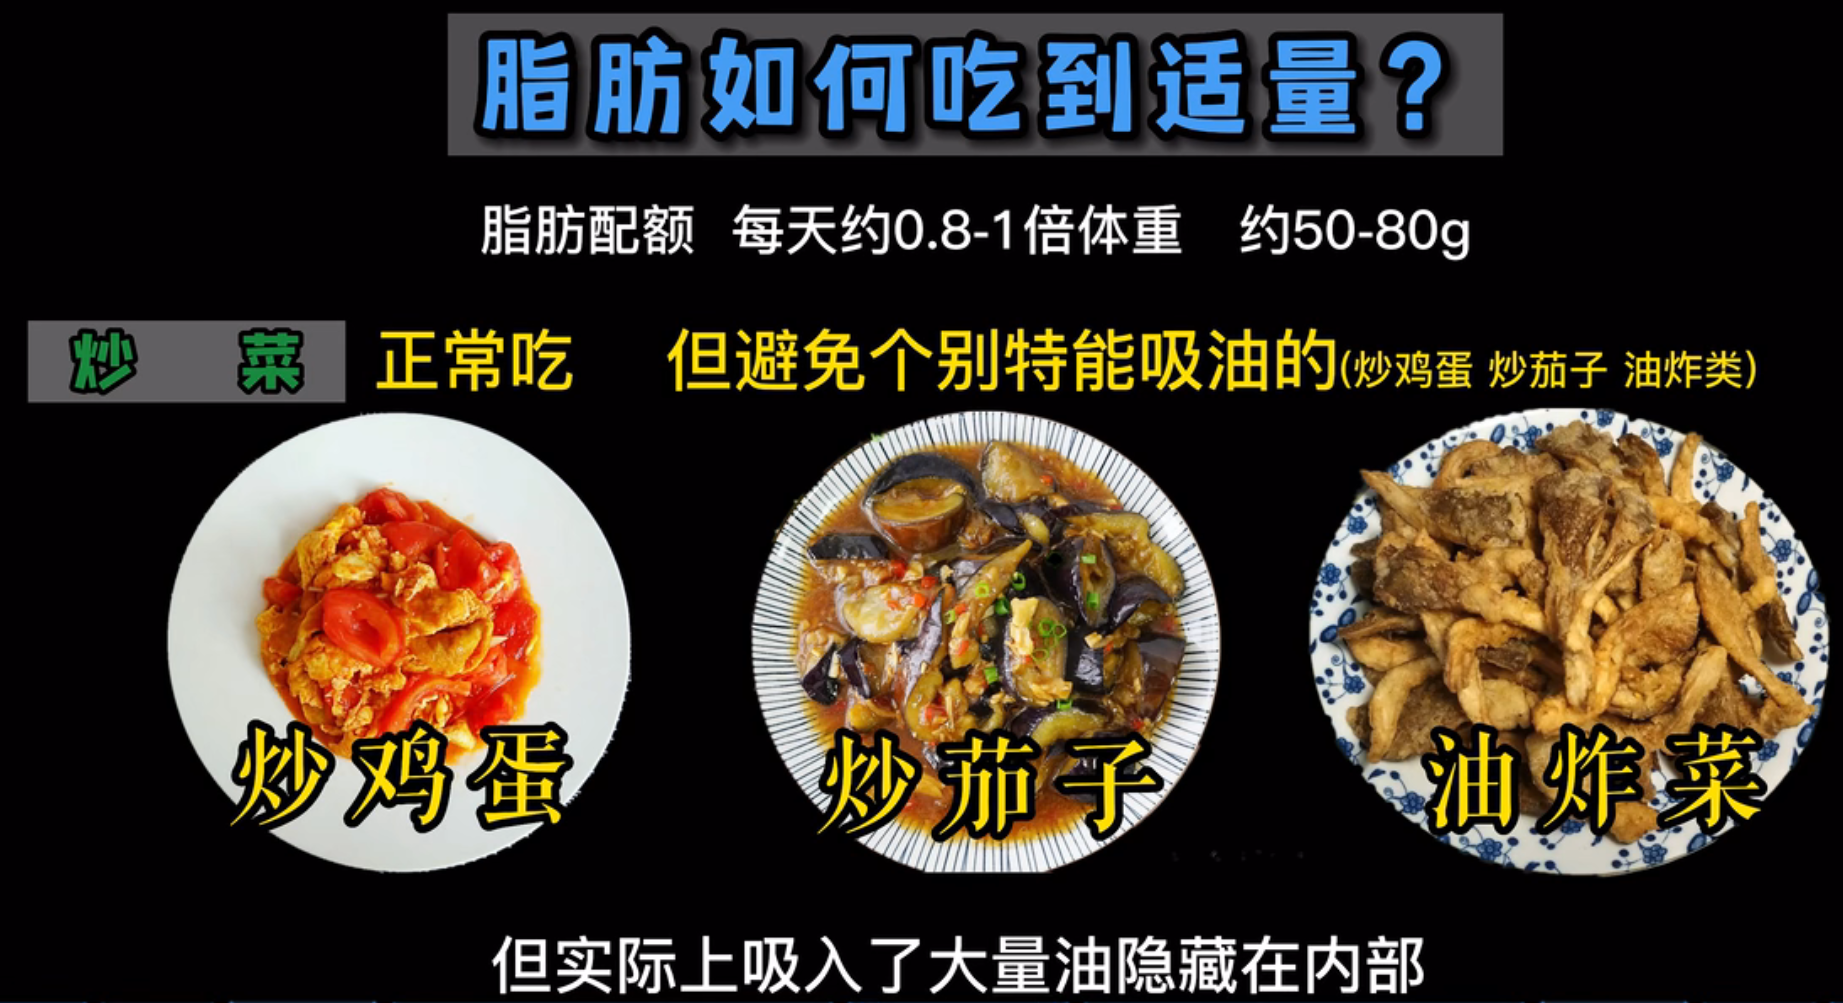 脂肪如何吃到适量?
脂肪配额 每天约0.8-1倍体重 约50-80g
炒 菜 正常吃 但避免个别特能吸油的(炒鸡蛋 炒茄子 油炸类)
炒鸡蛋 炒茄子 油炸菜
但实际上吸入了大量油隐藏在内部